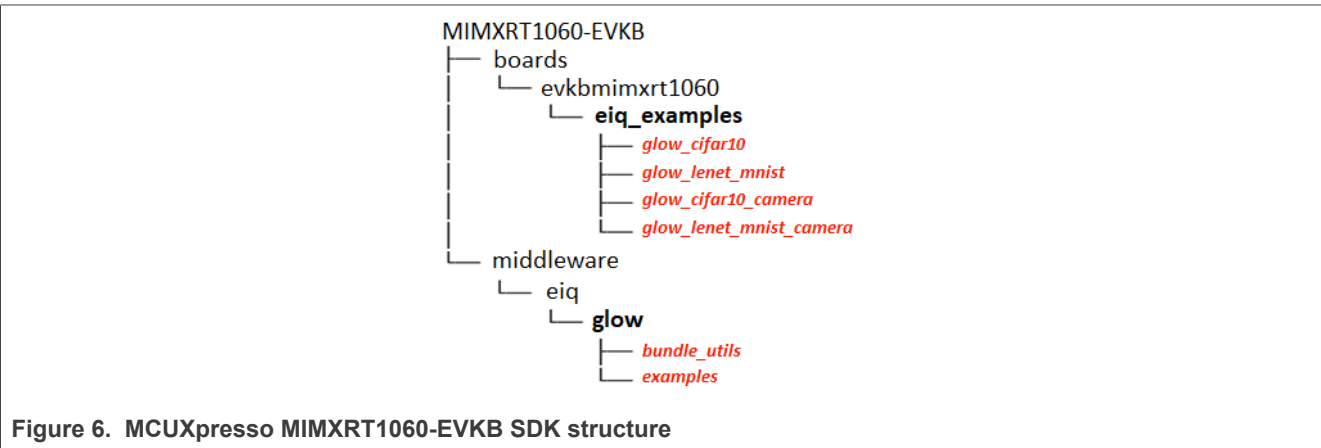 MIMXRT1060-EVKB
boards
evkbmimxrt1060
eiq_examples
glow_cifar10
glow_lenet_mnist
glow_cifar10_camera
glow_lenet_mnist_camera
middleware
eiq
glow
bundle_utils
examples
Figure 6. MCUXpresso MIMXRT1060-EVKB SDK structure